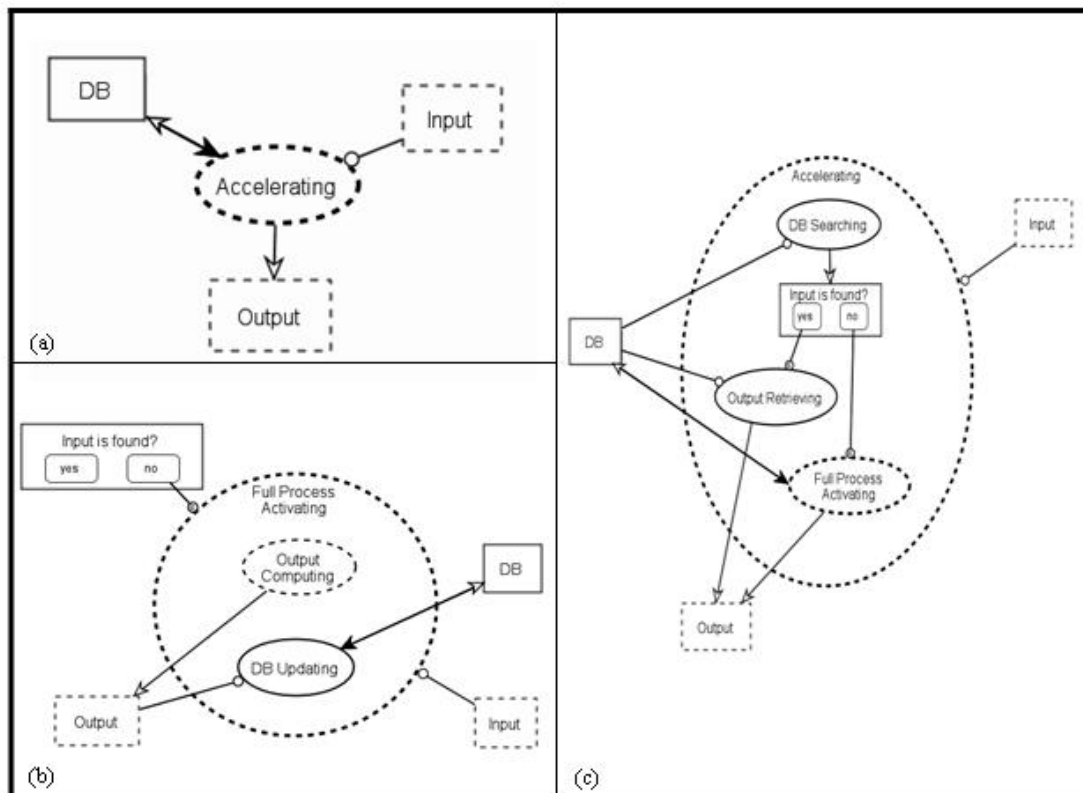 DB
Input
Accelerating
Output
(a)
Input is found?
yes no
Full Process
Activating
Output
Computing
DB
DB Updating
Output
Input
(b)
Accelerating
DB Searching
Input
Input is found?
yes no
DB
Output Retrieving
Full Process
Activating
Output
(c)